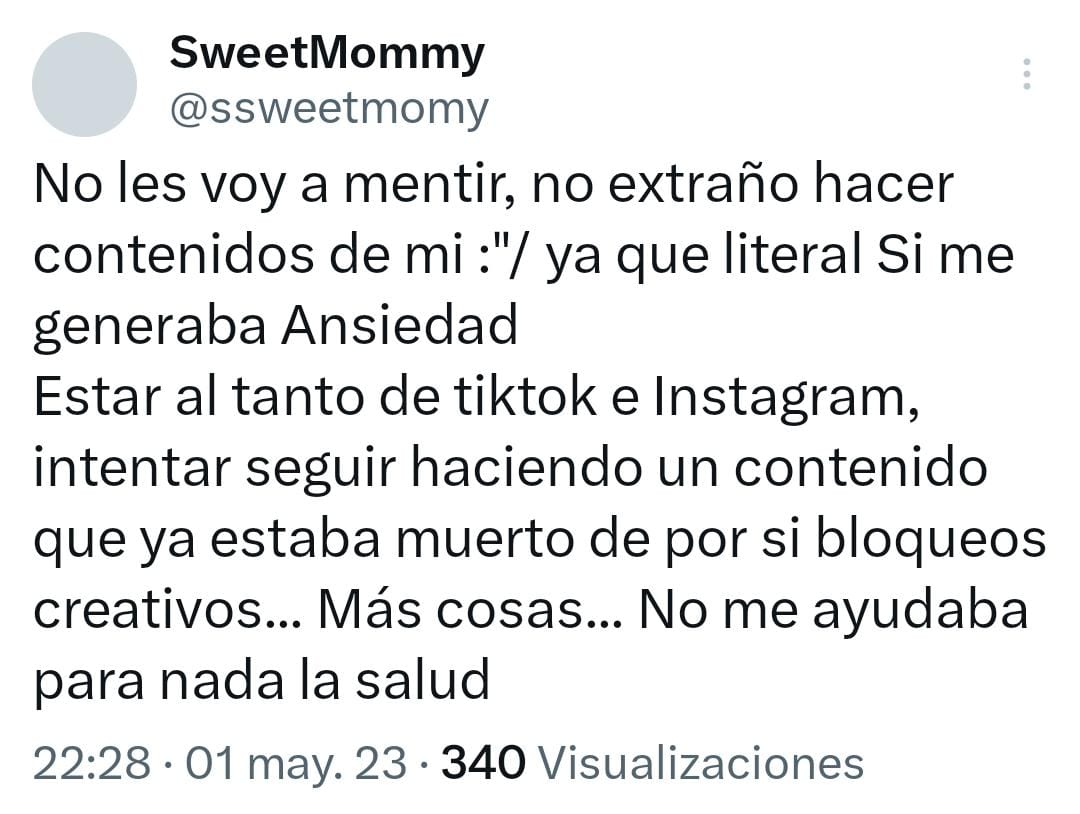 SweetMommy
@ssweetmomy
No les voy a mentir, no extraño hacer
contenidos de mi :"/ ya que literal Si me
generaba Ansiedad
Estar al tanto de tiktok e Instagram,
intentar seguir haciendo un contenido
que ya estaba muerto de por si bloqueos
creativos... Más cosas... No me ayudaba
para nada la salud
22:28 · 01 may. 23 · 340 Visualizaciones